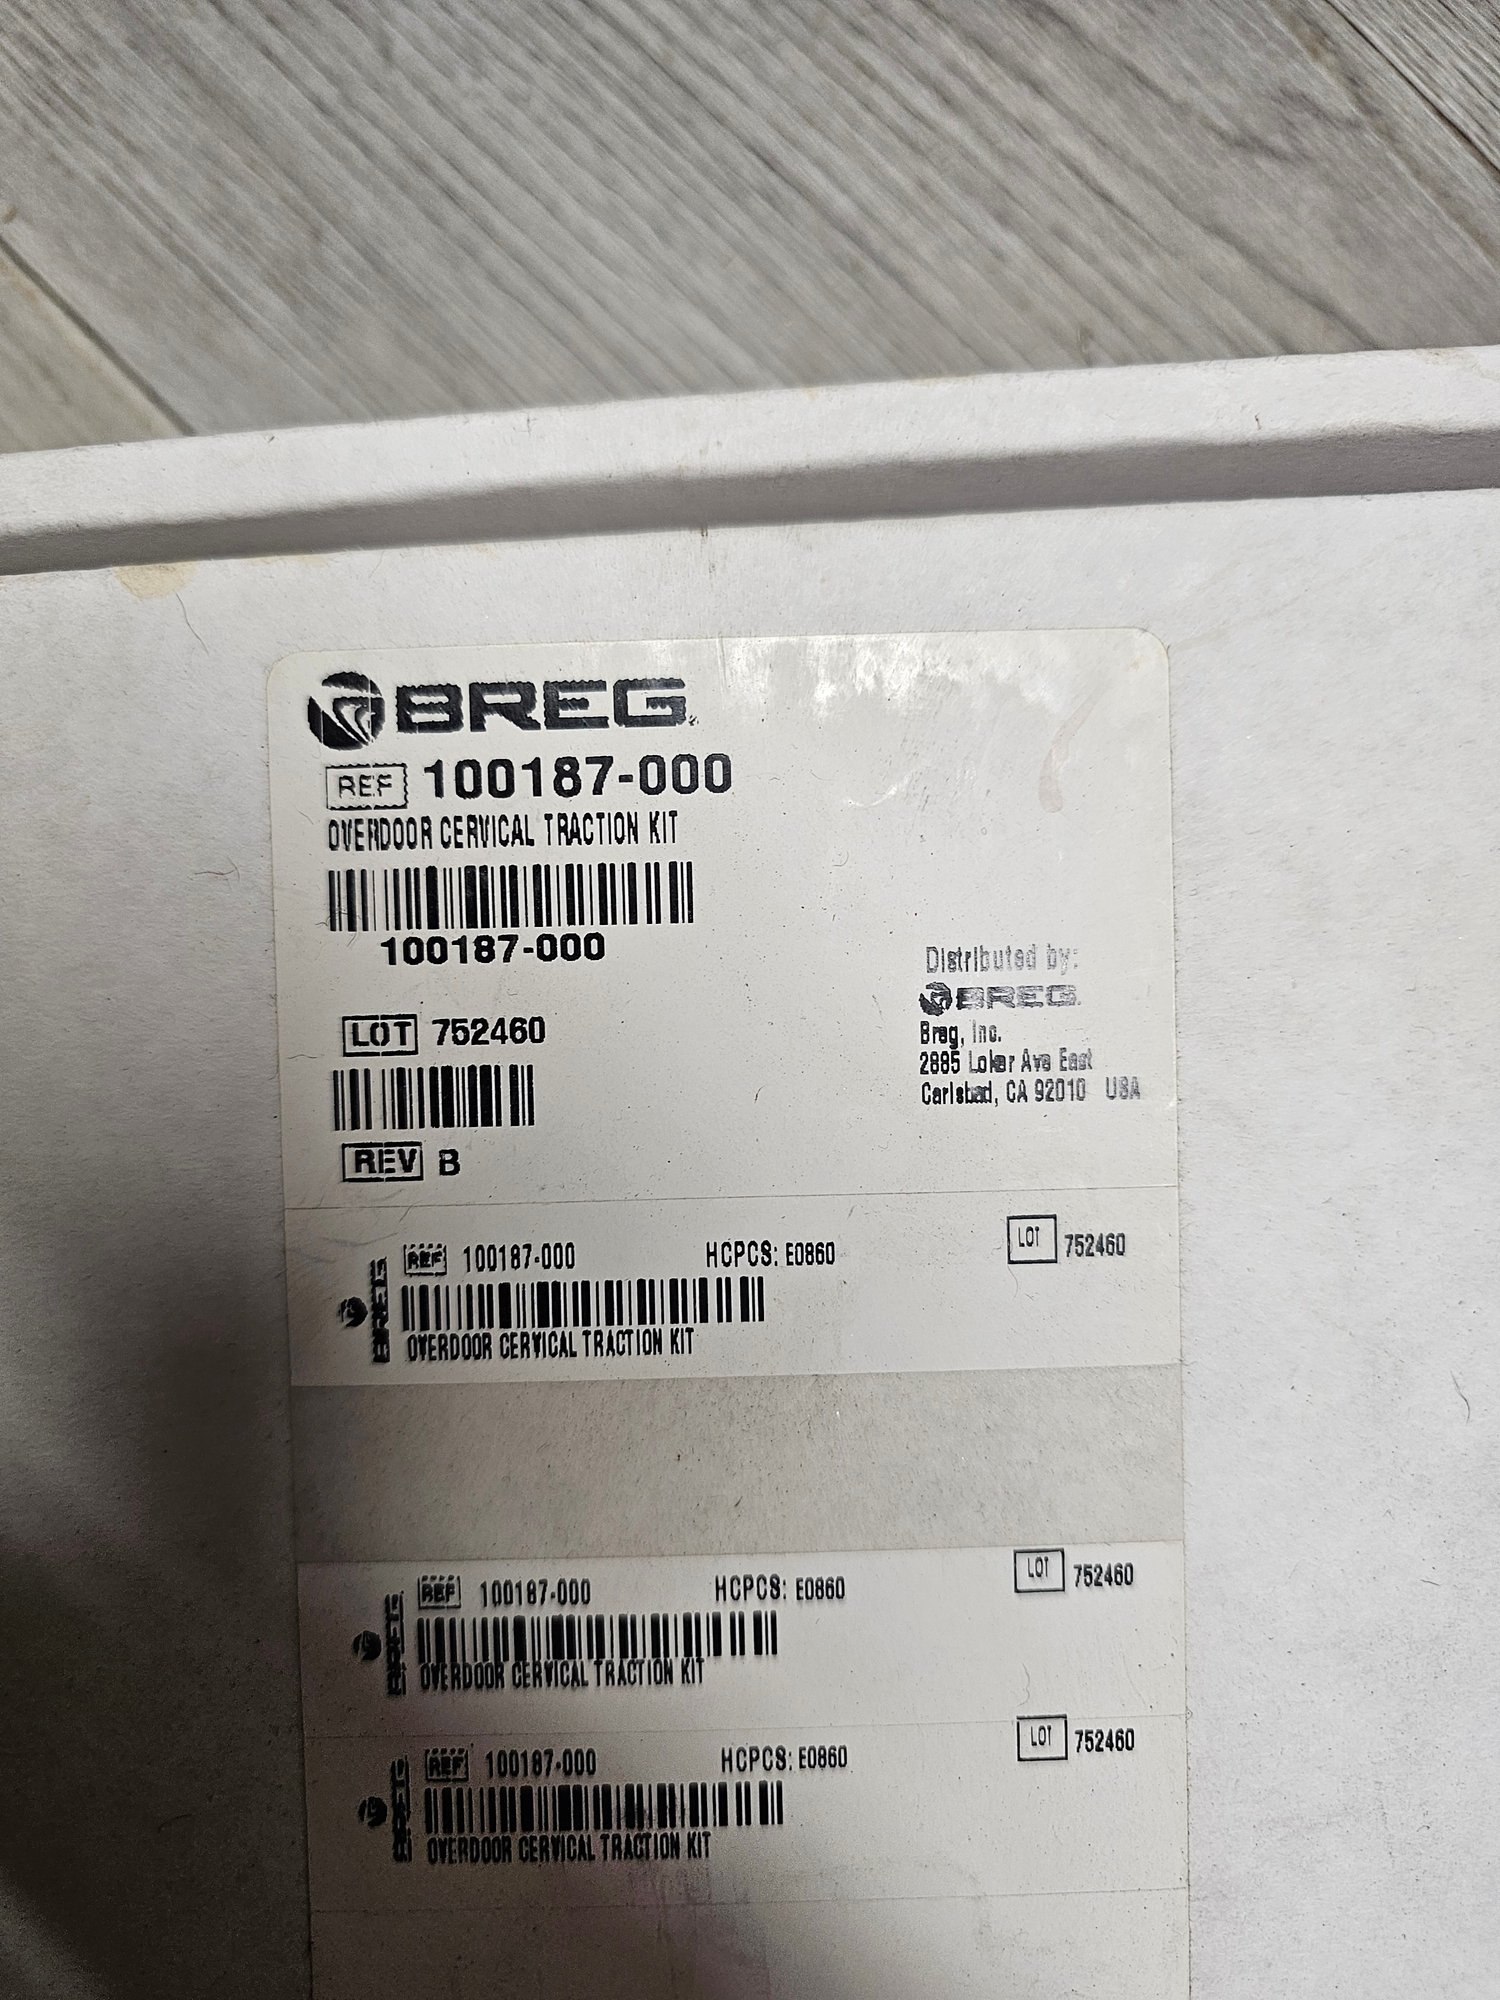 BREG
REF 100187-000
OVERDOOR CERVICAL TRACTION KIT
100187-000
LOT 752460
REV B
Distributed by:
BREG
Breg, Inc.
2885 Loker Ave East
Carlsbad, CA 92010 USA
BREG
REF 100187-000 HCPCS: E0860 LOT 752460
OVERDOOR CERVICAL TRACTION KIT
BREG
REF 100187-000 HCPCS: E0860 LOT 752460
OVERDOOR CERVICAL TRACTION KIT
BREG
REF 100187-000 HCPCS: E0860 LOT 752460
OVERDOOR CERVICAL TRACTION KIT